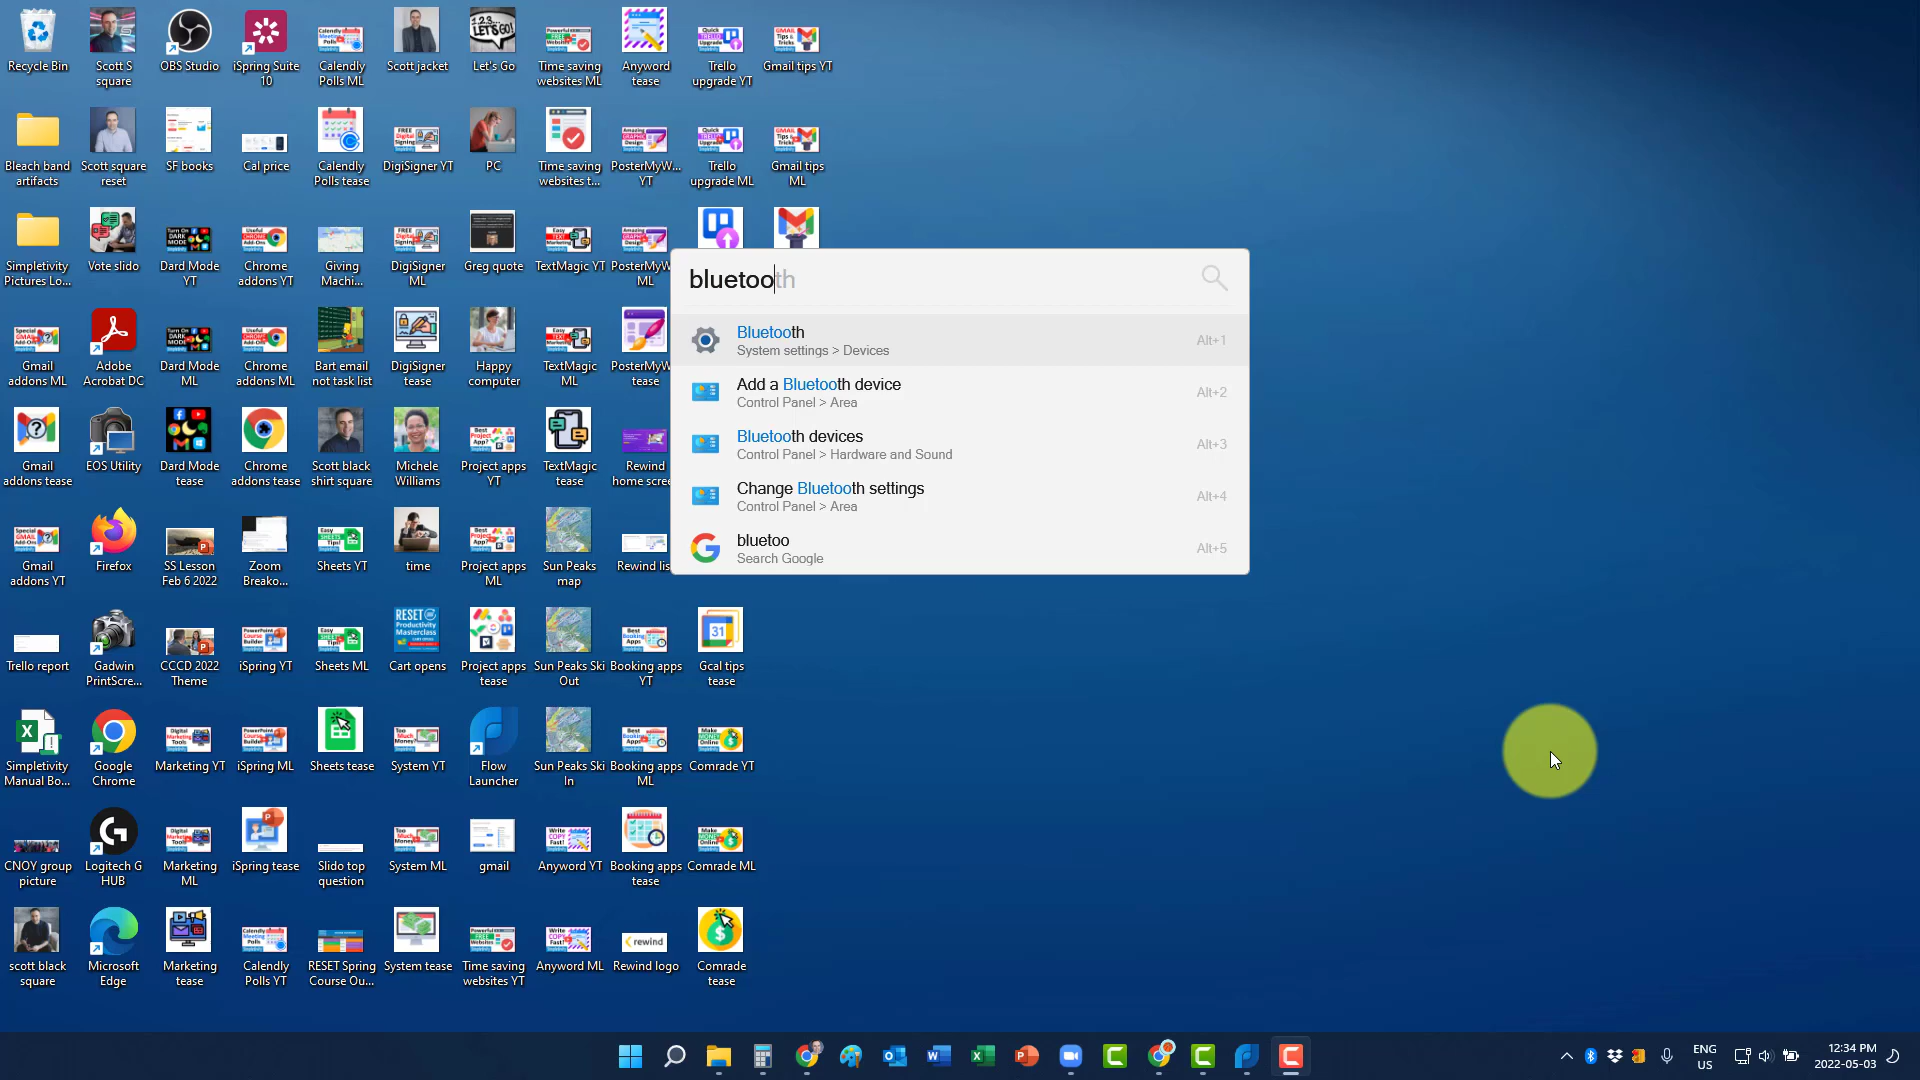 Recycle Bin
Scott S
square
OBS Studio
iSpring Suite
10
Calendly
Polls ML
Scott jacket
Let's Go
Time saving
websites ML
Anyword
tease
Trello
upgrade YT
Gmail tips YT
Bleach band
artifacts
Scott square
reset
SF books
Cal price
Calendly
Polls tease
DigiSigner YT
PC
Time saving
websites t...
PosterMyW...
YT
Trello
upgrade ML
Gmail tips
ML
Simpletivity
Pictures Lo...
Vote slido
Dard Mode
YT
Chrome
addons YT
Giving
Machi...
DigiSigner
ML
Greg quote
TextMagic YT
PosterMyW
ML
bluetooth
Bluetooth
System settings > Devices
Alt+1
Add a Bluetooth device
Control Panel > Area
Alt+2
Bluetooth devices
Control Panel > Hardware and Sound
Alt+3
Change Bluetooth settings
Control Panel > Area
Alt+4
bluetoo
Search Google
Alt+5
Gmail
addons ML
Adobe
Acrobat DC
Dard Mode
ML
Chrome
addons ML
Bart email
not task list
DigiSigner
tease
Happy
computer
TextMagic
ML
PosterMyW
tease
Gmail
addons tease
EOS Utility
Dard Mode
tease
Chrome
addons tease
Scott black
shirt square
Michele
Williams
Project apps
YT
TextMagic
tease
Rewind
home scree
Gmail
addons YT
Firefox
SS Lesson
Feb 6 2022
Zoom
Breako...
Sheets YT
time
Project apps
ML
Sun Peaks
map
Rewind lis
Trello report
Gadwin
PrintScre...
CCCD 2022
Theme
iSpring YT
Sheets ML
Cart opens
Project apps
tease
Sun Peaks Ski
Out
Booking apps
YT
Gcal tips
tease
Simpletivity
Manual Bo...
Google
Chrome
Marketing YT
iSpring ML
Sheets tease
System YT
Flow
Launcher
Sun Peaks Ski
In
Booking apps
ML
Comrade YT
CNOY group
picture
Logitech G
HUB
Marketing
ML
iSpring tease
Slido top
question
System ML
gmail
Anyword YT
Booking apps
tease
Comrade ML
scott black
square
Microsoft
Edge
Marketing
tease
Calendly
Polls YT
RESET Spring
Course Ou...
System tease
Time saving
websites YT
Anyword ML
Rewind logo
Comrade
tease
ENG
US
12:34 PM
2022-05-03